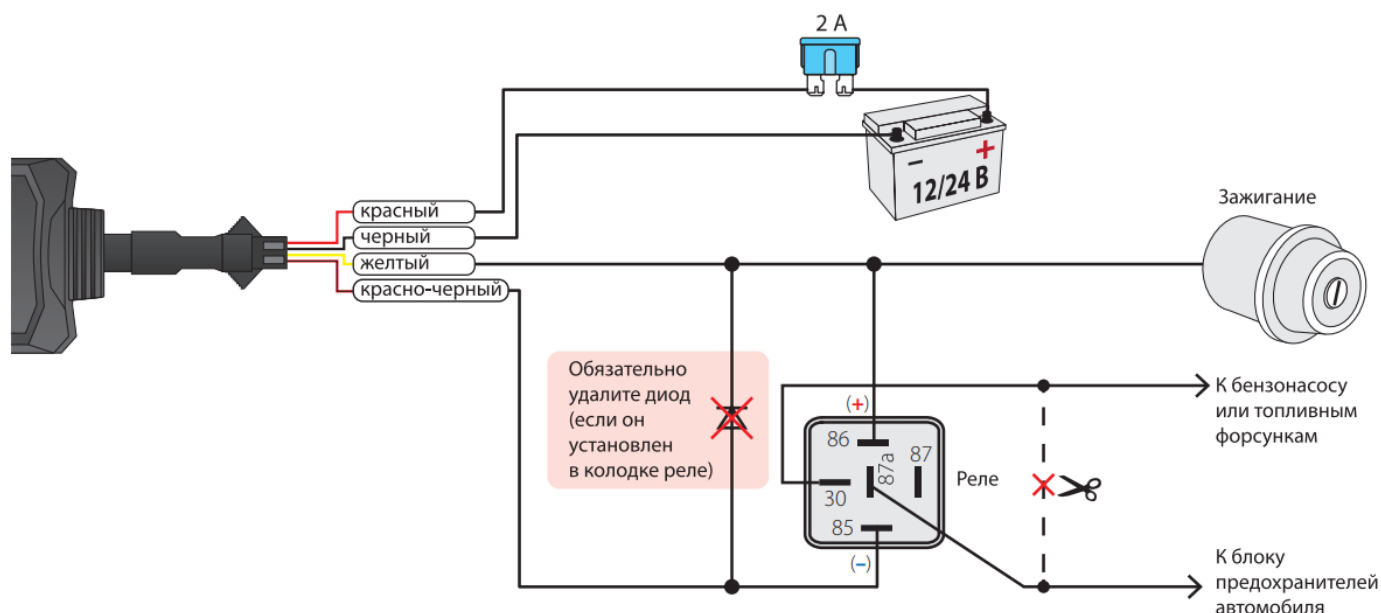 2 А
– +
12/24 В
красный
черный
желтый
красно-черный
Зажигание
Обязательно
удалите диод
(если он
установлен
в колодке реле)
(+)
86
87a
87
30
85
(–)
Реле
К бензонасосу
или топливным
форсункам
К блоку
предохранителей
автомобиля